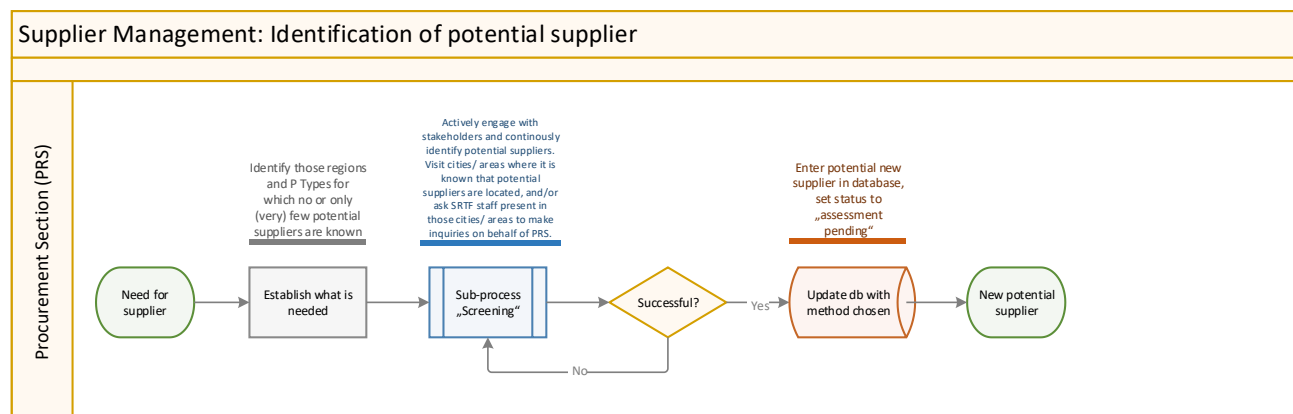 Supplier Management: Identification of potential supplier
Procurement Section (PRS)
Identify those regions
and P Types for
which no or only
(very) few potential
suppliers are known
Actively engage with
stakeholders and continously
identify potential suppliers.
Visit cities/ areas where it is
known that potential
suppliers are located, and/or
ask SRTF staff present in
those cities/ areas to make
inquiries on behalf of PRS.
Enter potential new
supplier in database,
set status to
„assessment
pending“
Need for
supplier
Establish what is
needed
Sub-process
„Screening“
Successful?
Yes
Update db with
method chosen
New potential
supplier
No